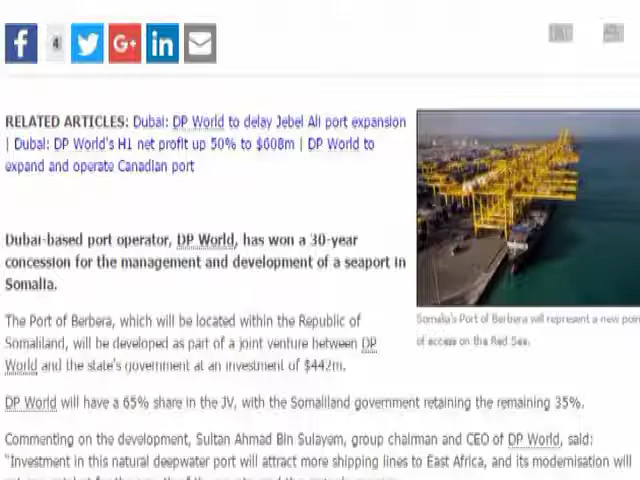 4
RELATED ARTICLES: Dubai: DP World to delay Jebel Ali port expansion
| Dubai: DP World's H1 net profit up 50% to $608m | DP World to
expand and operate Canadian port
Dubai-based port operator, DP World, has won a 30-year
concession for the management and development of a seaport in
Somalia.
Somalia's Port of Berbera will represent a new poin
of access on the Red Sea.
The Port of Berbera, which will be located within the Republic of
Somaliland, will be developed as part of a joint venture between DP
World and the state's government at an investment of $442m.
DP World will have a 65% share in the JV, with the Somaliland government retaining the remaining 35%.
Commenting on the development, Sultan Ahmad Bin Sulayem, group chairman and CEO of DP World, said:
"Investment in this natural deepwater port will attract more shipping lines to East Africa, and its modernisation will